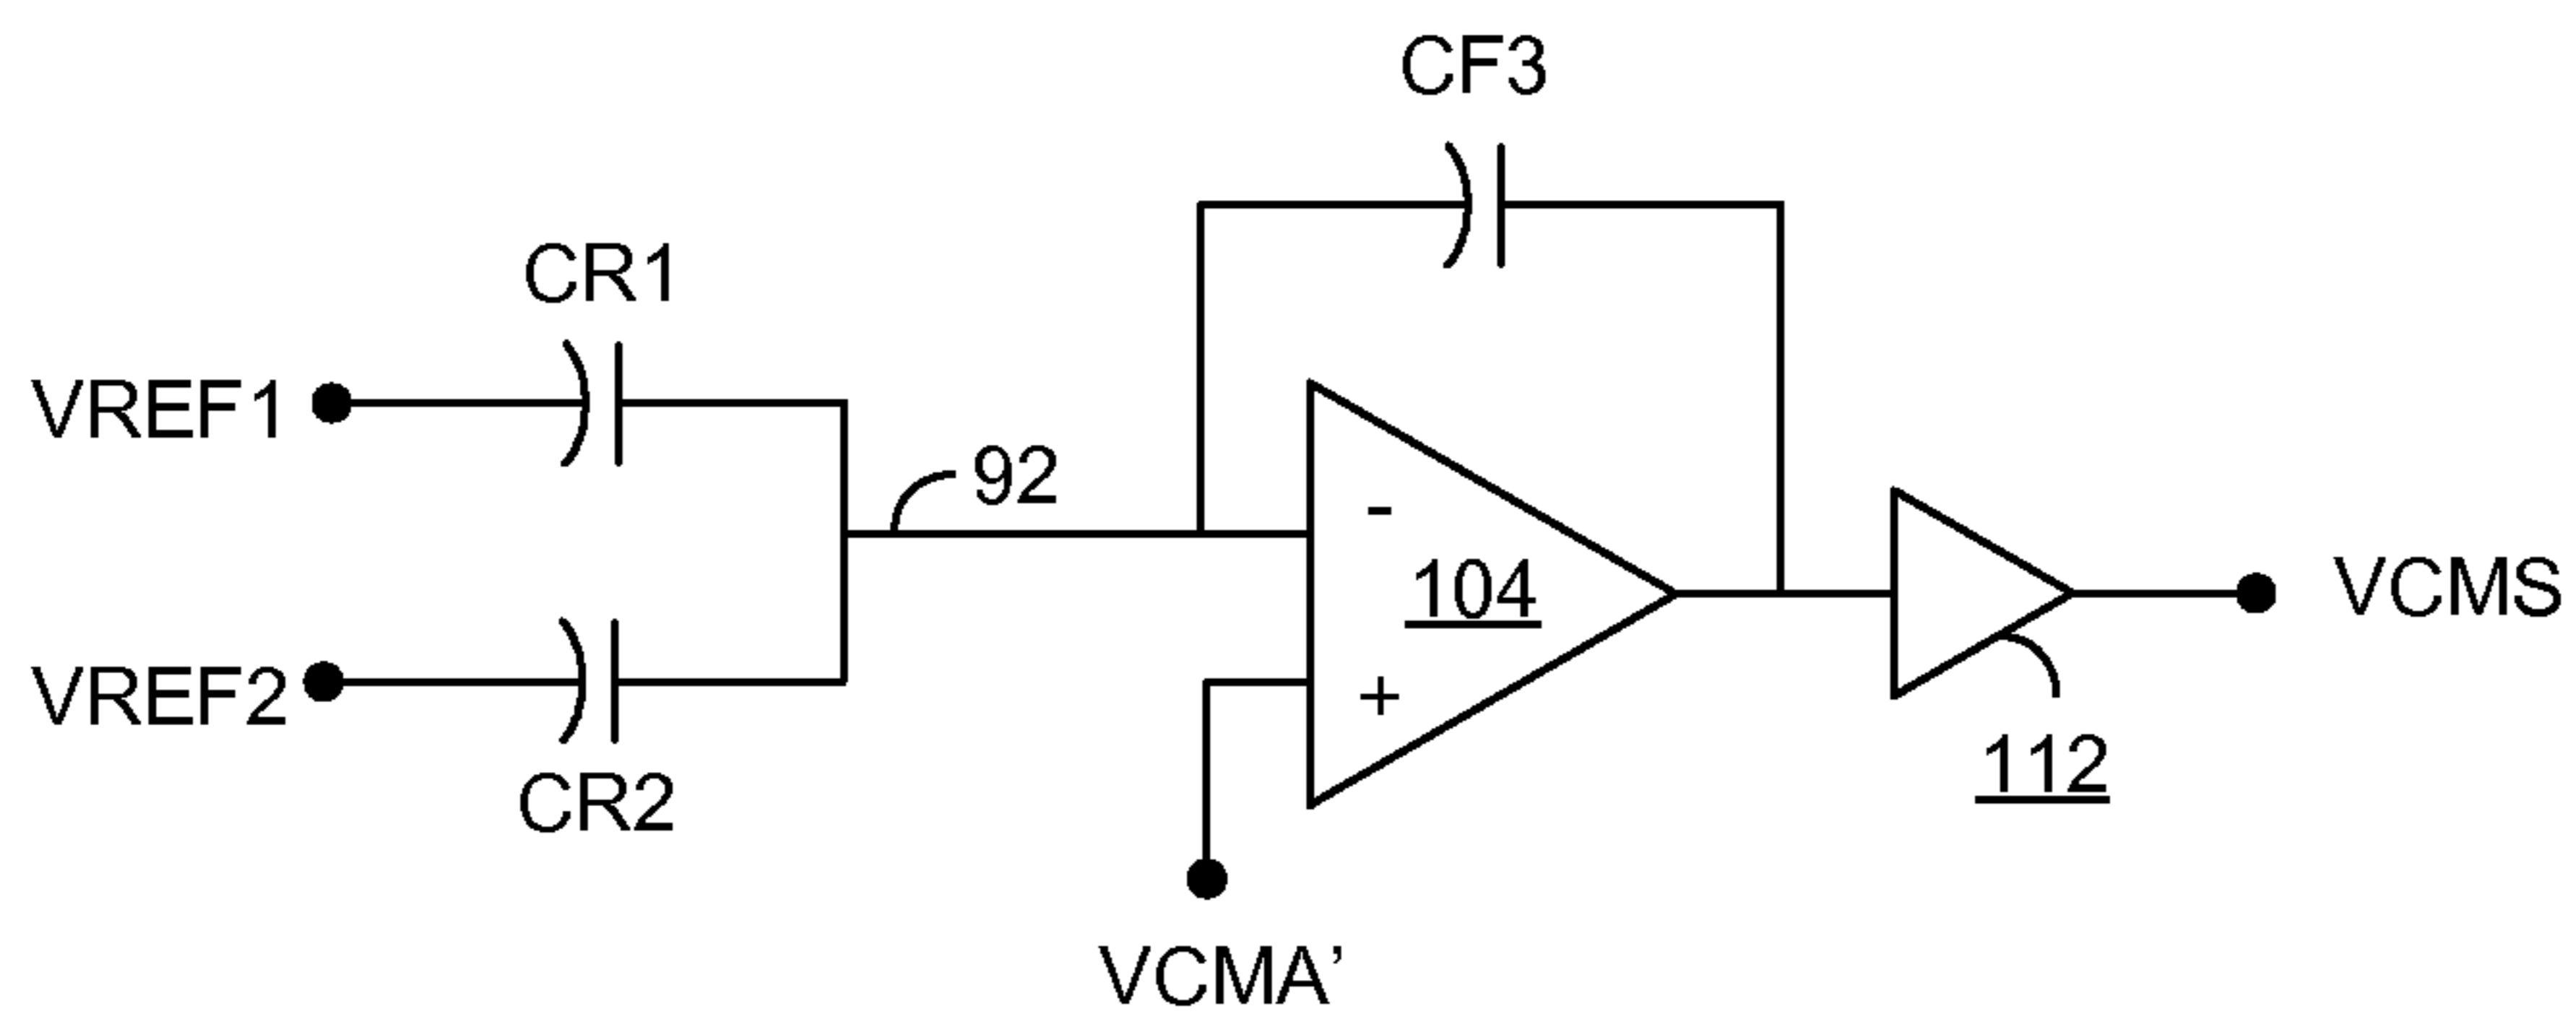 CF3
CR1
VREF1
92
-
104
VCMS
VREF2
+
112
CR2
VCMA’